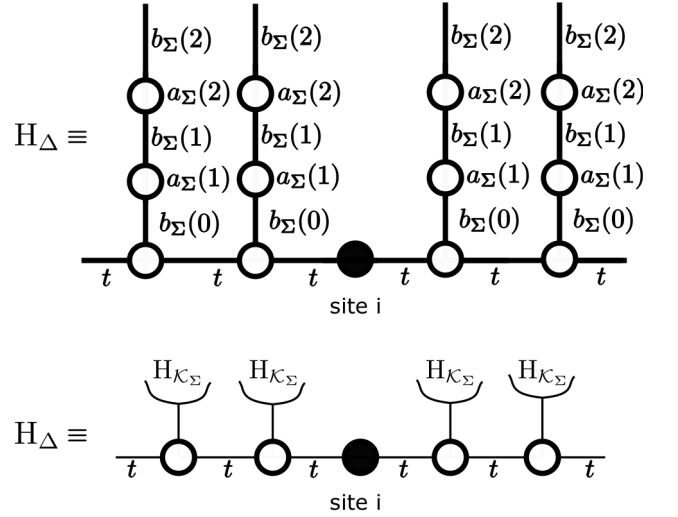 b_Σ(2) b_Σ(2) b_Σ(2) b_Σ(2)
a_Σ(2) a_Σ(2) a_Σ(2) a_Σ(2)
H_Δ ≡ b_Σ(1) b_Σ(1) b_Σ(1) b_Σ(1)
a_Σ(1) a_Σ(1) a_Σ(1) a_Σ(1)
b_Σ(0) b_Σ(0) b_Σ(0) b_Σ(0)
t t t t t t
site i
H_{𝒦_Σ} H_{𝒦_Σ} H_{𝒦_Σ} H_{𝒦_Σ}
H_Δ ≡
t t t t t t
site i